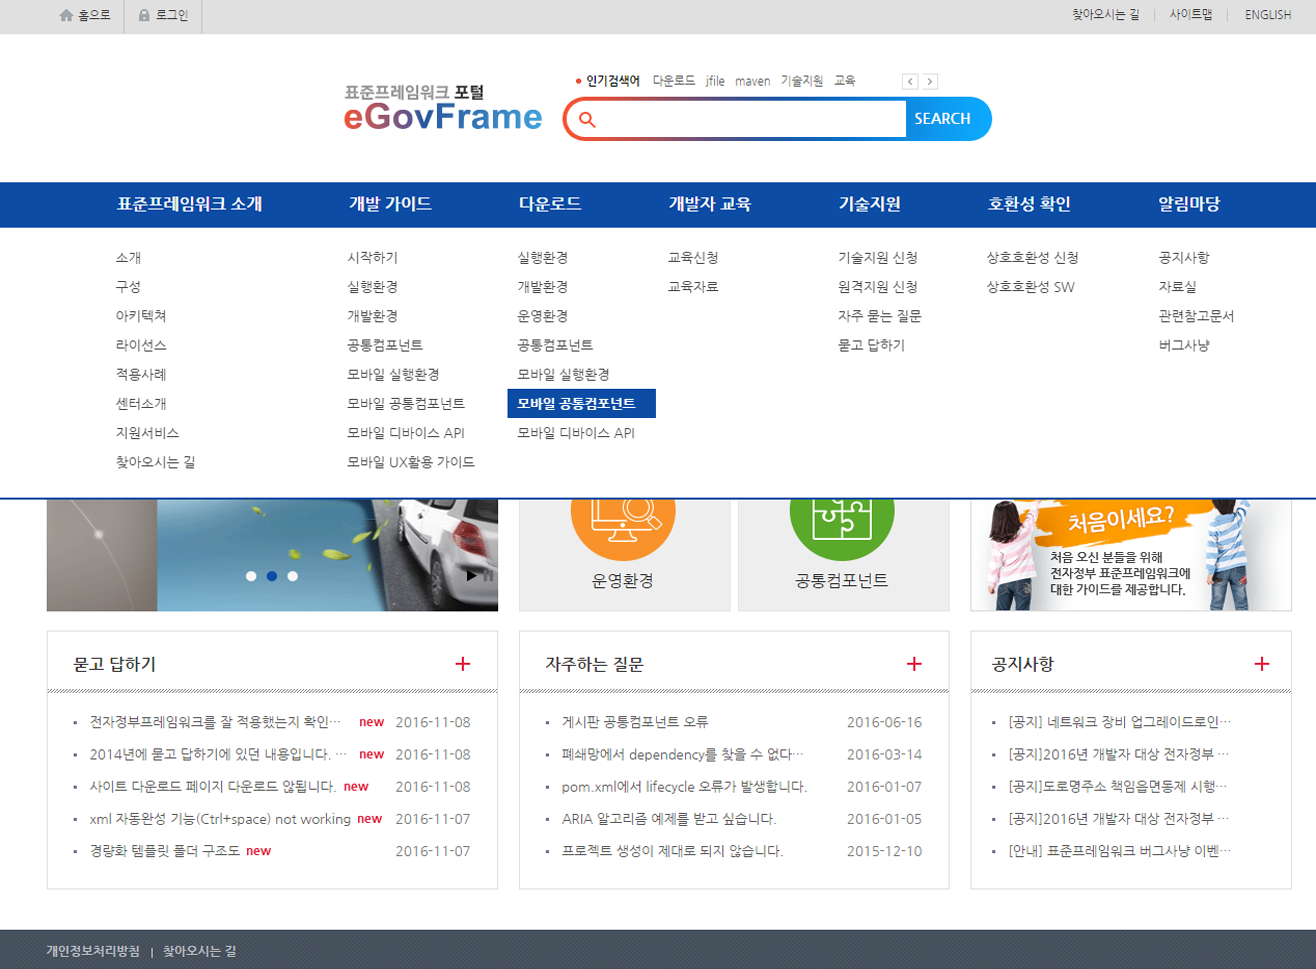 홈으로 로그인 찾아오시는 길 사이트맵 ENGLISH
인기검색어 다운로드 jfile maven 기술지원 교육
표준프레임워크 포털
eGovFrame
SEARCH
표준프레임워크 소개 개발 가이드 다운로드 개발자 교육 기술지원 호환성 확인 알림마당
소개 시작하기 실행환경 교육신청 기술지원 신청 상호호환성 신청 공지사항
구성 실행환경 개발환경 교육자료 원격지원 신청 상호호환성 SW 자료실
아키텍쳐 개발환경 운영환경 자주 묻는 질문 관련참고문서
라이선스 공통컴포넌트 공통컴포넌트 묻고 답하기 버그사냥
적용사례 모바일 실행환경 모바일 실행환경
센터소개 모바일 공통컴포넌트 모바일 공통컴포넌트
지원서비스 모바일 디바이스 API 모바일 디바이스 API
찾아오시는 길 모바일 UX활용 가이드
처음이세요?
처음 오신 분들을 위해
전자정부 표준프레임워크에
대한 가이드를 제공합니다.
운영환경 공통컴포넌트
묻고 답하기
전자정부프레임워크를 잘 적용했는지 확인… new 2016-11-08
2014년에 묻고 답하기에 있던 내용입니다. … new 2016-11-08
사이트 다운로드 페이지 다운로드 않됩니다. new 2016-11-08
xml 자동완성 기능(Ctrl+space) not working new 2016-11-07
경량화 템플릿 폴더 구조도 new 2016-11-07
자주하는 질문
게시판 공통컴포넌트 오류 2016-06-16
폐쇄망에서 dependency를 찾을 수 없다… 2016-03-14
pom.xml에서 lifecycle 오류가 발생합니다. 2016-01-07
ARIA 알고리즘 예제를 받고 싶습니다. 2016-01-05
프로젝트 생성이 제대로 되지 않습니다. 2015-12-10
공지사항
[공지] 네트워크 장비 업그레이드로인…
[공지]2016년 개발자 대상 전자정부 …
[공지]도로명주소 책임읍면동제 시행…
[공지]2016년 개발자 대상 전자정부 …
[안내] 표준프레임워크 버그사냥 이벤…
개인정보처리방침 | 찾아오시는 길